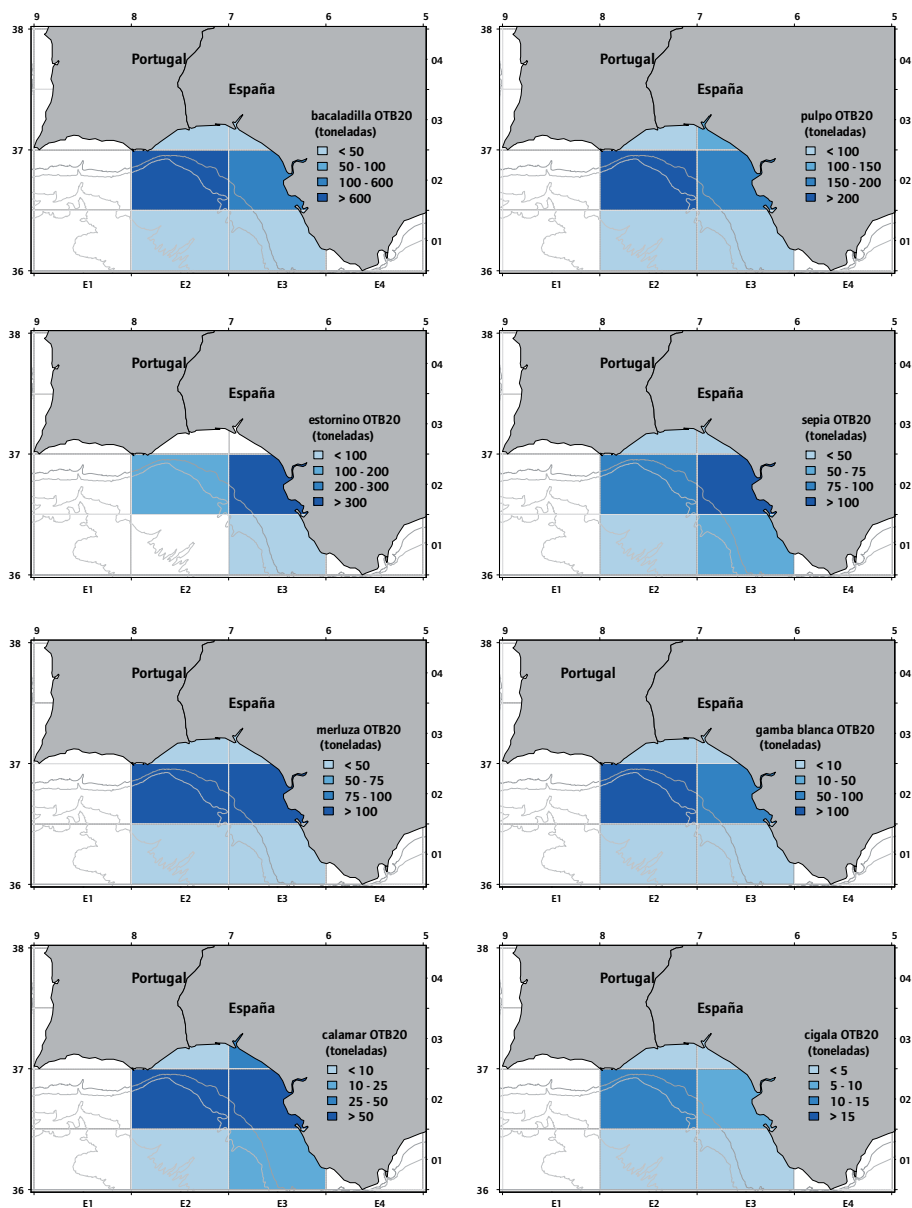 9 8 7 6 5
38
Portugal
04
España
bacaladilla OTB20
(toneladas)
03
< 50
37
50 - 100
100 - 600
02
> 600
01
36
E1 E2 E3 E4
9 8 7 6 5
38
Portugal
04
España
pulpo OTB20
(toneladas)
03
< 100
37
100 - 150
150 - 200
02
> 200
01
36
E1 E2 E3 E4
9 8 7 6 5
38
Portugal
04
España
estornino OTB20
(toneladas)
03
< 100
37
100 - 200
200 - 300
02
> 300
01
36
E1 E2 E3 E4
9 8 7 6 5
38
Portugal
04
España
sepia OTB20
(toneladas)
03
< 50
37
50 - 75
75 - 100
02
> 100
01
36
E1 E2 E3 E4
9 8 7 6 5
38
Portugal
04
España
merluza OTB20
(toneladas)
03
< 50
37
50 - 75
75 - 100
02
> 100
01
36
E1 E2 E3 E4
9 8 7 6 5
38
Portugal
04
España
gamba blanca OTB20
(toneladas)
03
< 10
37
10 - 50
50 - 100
02
> 100
01
36
E1 E2 E3 E4
9 8 7 6 5
38
Portugal
04
España
calamar OTB20
(toneladas)
03
< 10
37
10 - 25
25 - 50
02
> 50
01
36
E1 E2 E3 E4
9 8 7 6 5
38
Portugal
04
España
cigala OTB20
(toneladas)
03
< 5
37
5 - 10
10 - 15
02
> 15
01
36
E1 E2 E3 E4